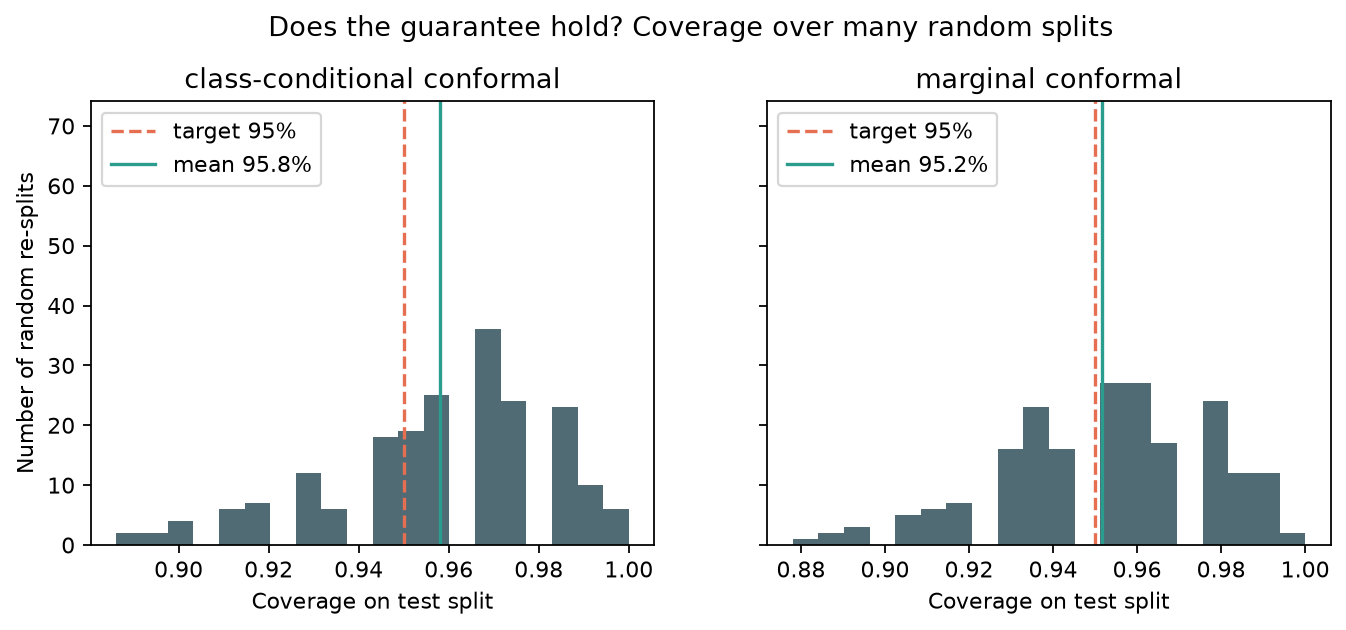 Does the guarantee hold? Coverage over many random splits
class-conditional conformal
target 95%
mean 95.8%
Number of random re-splits
70
60
50
40
30
20
10
0
0.90
0.92
0.94
0.96
0.98
1.00
Coverage on test split
marginal conformal
target 95%
mean 95.2%
0.88
0.90
0.92
0.94
0.96
0.98
1.00
Coverage on test split